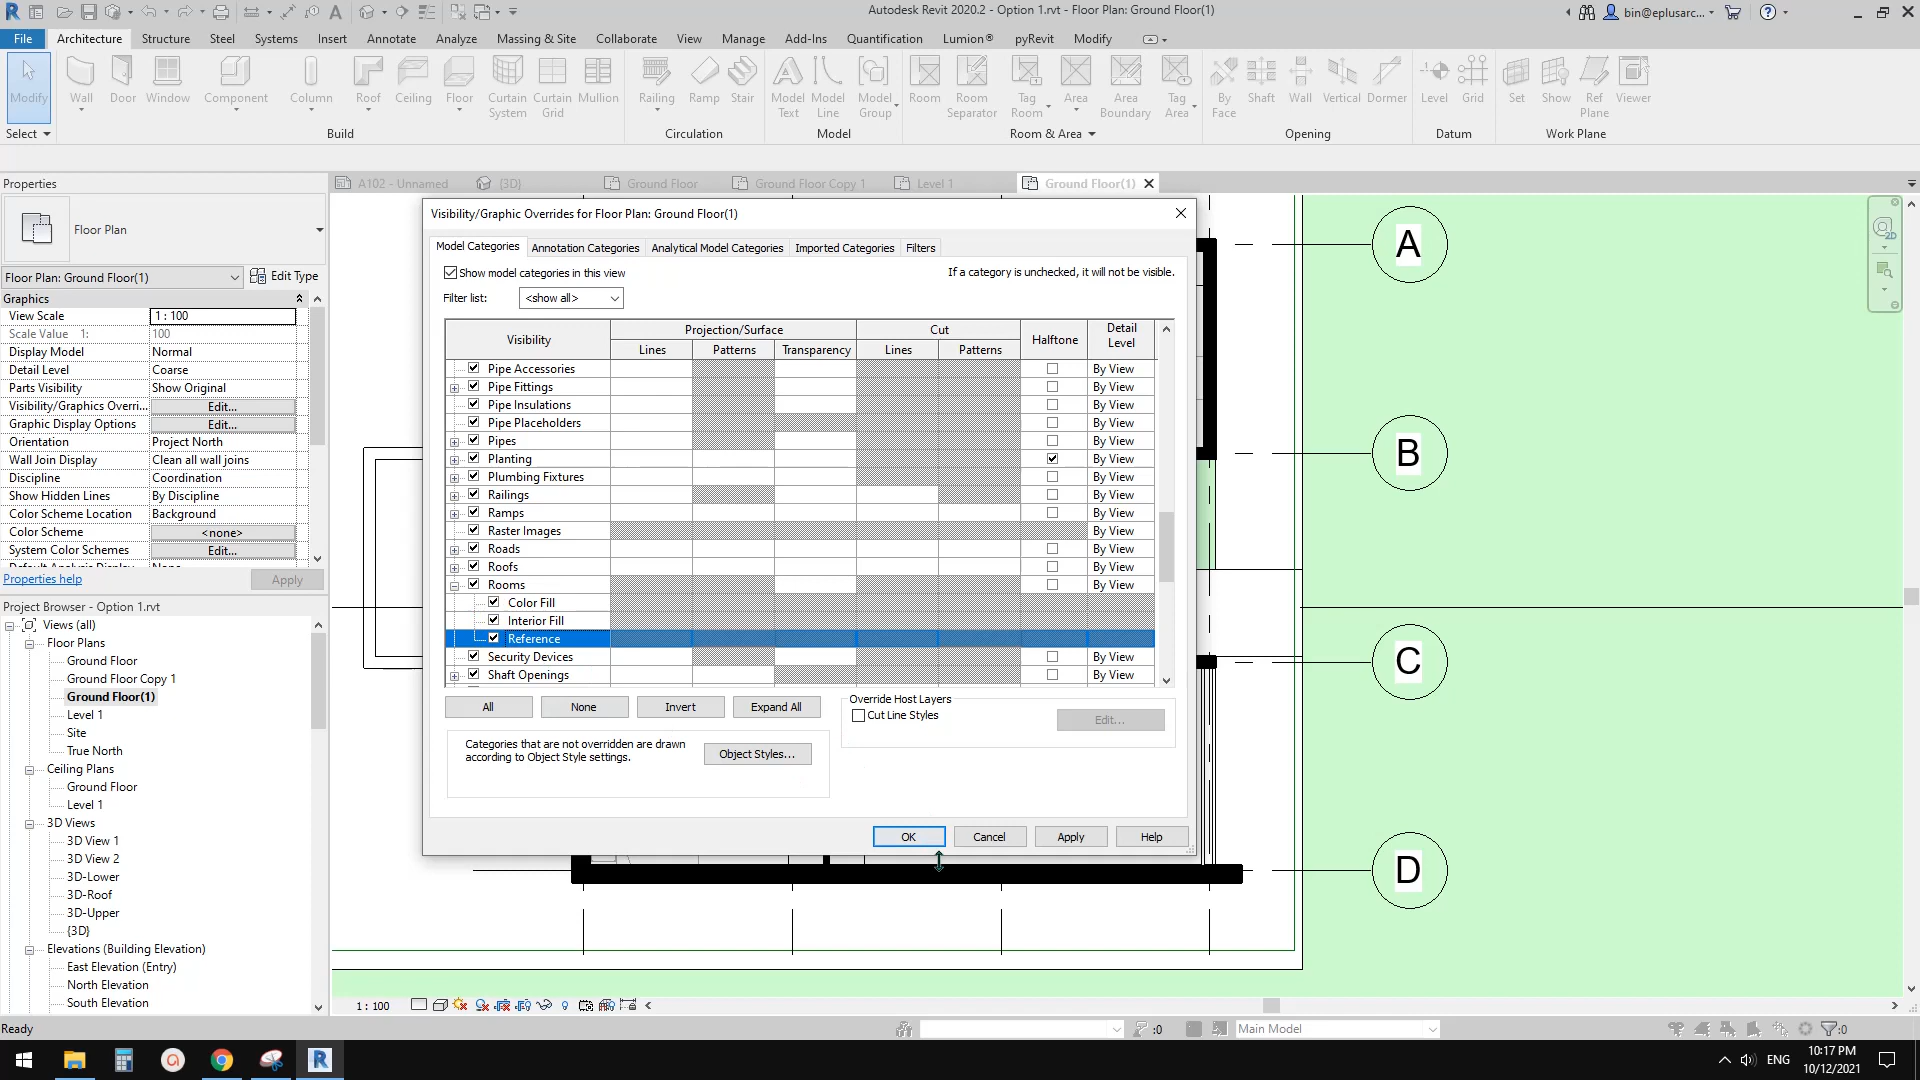 Autodesk Revit 2020.2 - Option 1.rvt - Floor Plan: Ground Floor(1)
bin@eplusarc...
File Architecture Structure Steel Systems Insert Annotate Analyze Massing & Site Collaborate View Manage Add-Ins Quantification Lumion® pyRevit Modify
Modify Wall Door Window Component Column Roof Ceiling Floor Curtain System Curtain Grid Mullion Railing Ramp Stair Model Text Model Line Model Group Room Room Separator Tag Room Area Area Boundary Tag Area By Face Shaft Wall Vertical Dormer Level Grid Set Show Ref Plane Viewer
Select Build Circulation Model Room & Area Opening Datum Work Plane
Properties
A102 - Unnamed {3D} Ground Floor Ground Floor Copy 1 Level 1 Ground Floor(1)
Floor Plan
Floor Plan: Ground Floor(1) Edit Type
Graphics
View Scale 1 : 100
Scale Value 1: 100
Display Model Normal
Detail Level Coarse
Parts Visibility Show Original
Visibility/Graphics Overri... Edit...
Graphic Display Options Edit...
Orientation Project North
Wall Join Display Clean all wall joins
Discipline Coordination
Show Hidden Lines By Discipline
Color Scheme Location Background
Color Scheme <none>
System Color Schemes Edit...
Properties help Apply
Project Browser - Option 1.rvt
Views (all)
Floor Plans
Ground Floor
Ground Floor Copy 1
Ground Floor(1)
Level 1
Site
True North
Ceiling Plans
Ground Floor
Level 1
3D Views
3D View 1
3D View 2
3D-Lower
3D-Roof
3D-Upper
{3D}
Elevations (Building Elevation)
East Elevation (Entry)
North Elevation
South Elevation
Visibility/Graphic Overrides for Floor Plan: Ground Floor(1)
Model Categories Annotation Categories Analytical Model Categories Imported Categories Filters
Show model categories in this view If a category is unchecked, it will not be visible.
Filter list: <show all>
Visibility Projection/Surface Cut Halftone Detail Level
Lines Patterns Transparency Lines Patterns
Pipe Accessories By View
Pipe Fittings By View
Pipe Insulations By View
Pipe Placeholders By View
Pipes By View
Planting By View
Plumbing Fixtures By View
Railings By View
Ramps By View
Raster Images By View
Roads By View
Roofs By View
Rooms By View
Color Fill
Interior Fill
Reference
Security Devices By View
Shaft Openings By View
All None Invert Expand All
Override Host Layers
Cut Line Styles Edit...
Categories that are not overridden are drawn
according to Object Style settings.
Object Styles...
OK Cancel Apply Help
A
B
C
D
1 : 100
Ready :0 Main Model :0
ENG
10:17 PM
10/12/2021